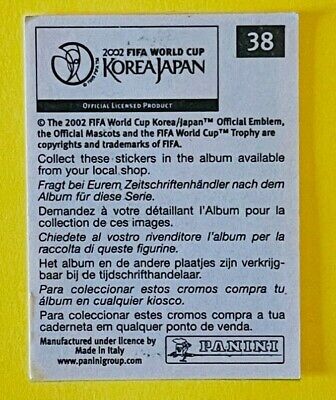 2002 FIFA WORLD CUP
KOREAJAPAN
OFFICIAL LICENSED PRODUCT
38
© The 2002 FIFA World Cup Korea/Japan™ Official Emblem,
the Official Mascots and the FIFA World Cup™ Trophy are
copyrights and trademarks of FIFA.
Collect these stickers in the album available
from your local shop.
Fragt bei Eurem Zeitschriftenhändler nach dem
Album für diese Serie.
Demandez à votre détaillant l'Album pour la
collection de ces images.
Chiedete al vostro rivenditore l'album per la
raccolta di queste figurine.
Het album en de andere plaatjes zijn verkrijg-
baar bij de tijdschrifthandelaar.
Para coleccionar estos cromos compra tu
álbum en cualquier kiosco.
Para coleccionar estes cromos compra a tua
caderneta em qualquer ponto de venda.
Manufactured under licence by
Made in Italy
www.paninigroup.com
PANINI